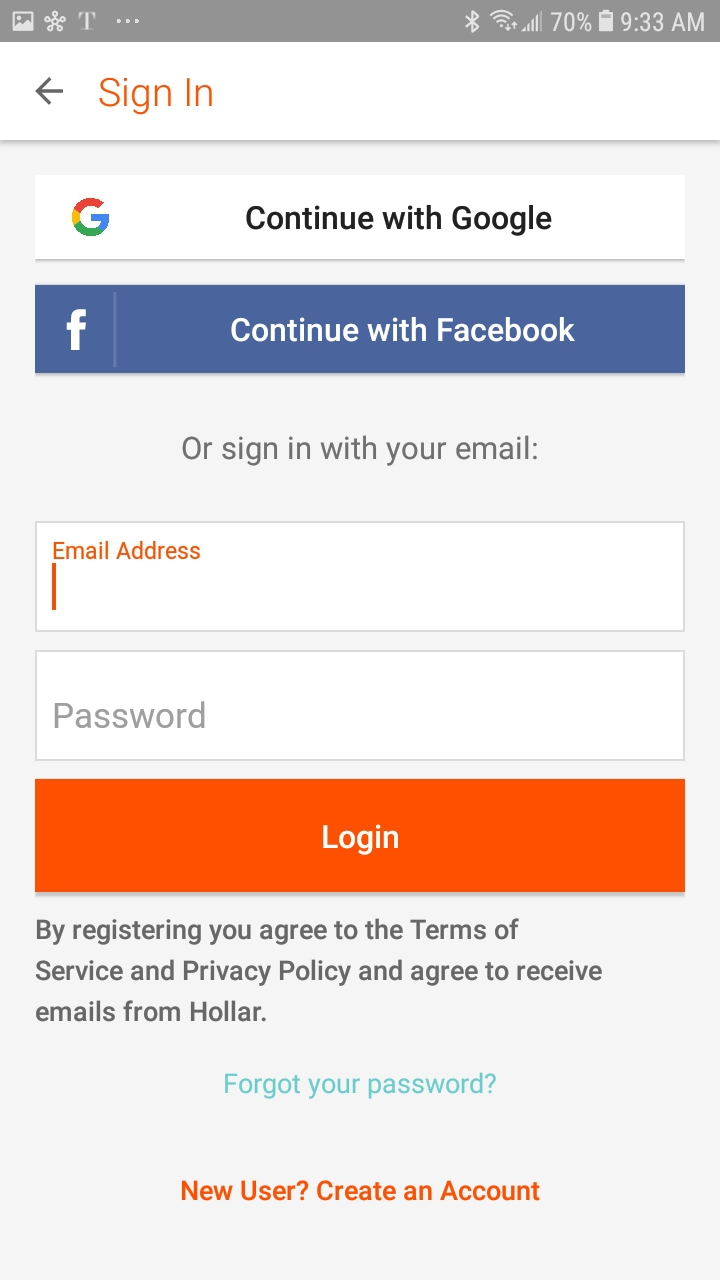 T ... 70% 9:33 AM
Sign In
Continue with Google
f Continue with Facebook
Or sign in with your email:
Email Address
Password
Login
By registering you agree to the Terms of
Service and Privacy Policy and agree to receive
emails from Hollar.
Forgot your password?
New User? Create an Account